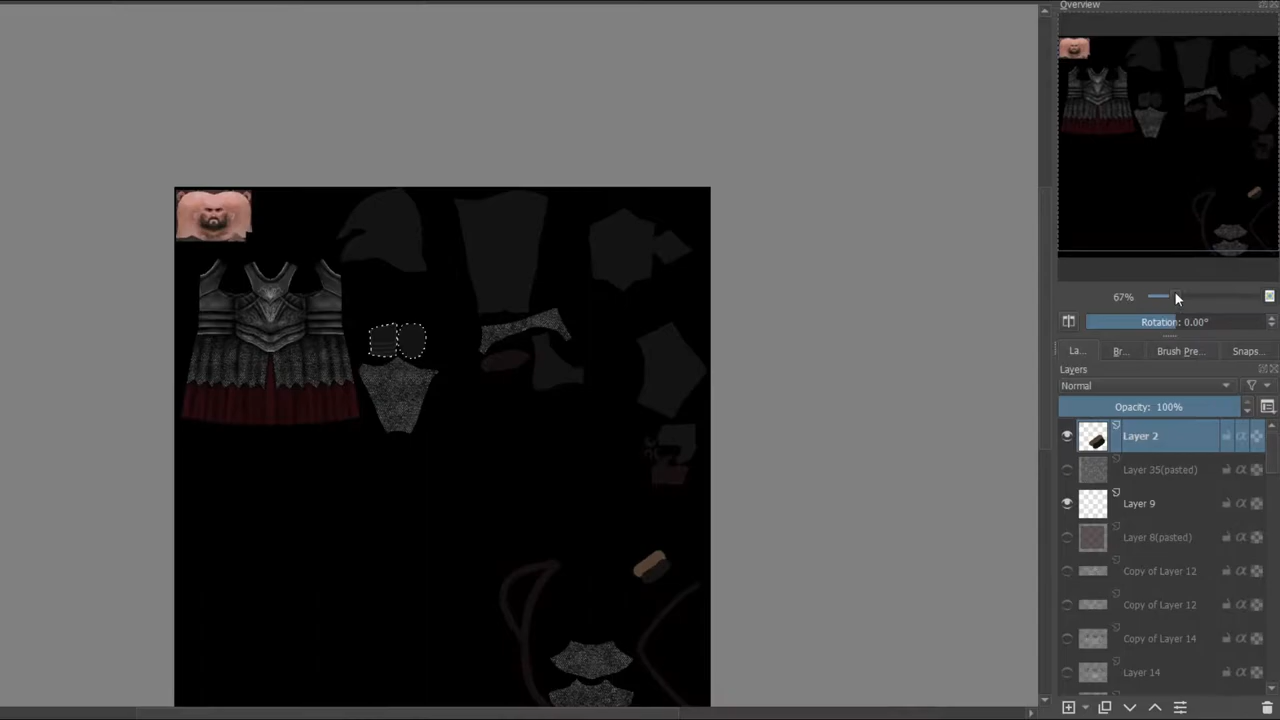 Overview
67%
Rotation: 0.00°
La...
Br...
Brush Pre...
Snaps...
Layers
Normal
Opacity: 100%
Layer 2
Layer 35(pasted)
Layer 9
Layer 8(pasted)
Copy of Layer 12
Copy of Layer 12
Copy of Layer 14
Layer 14